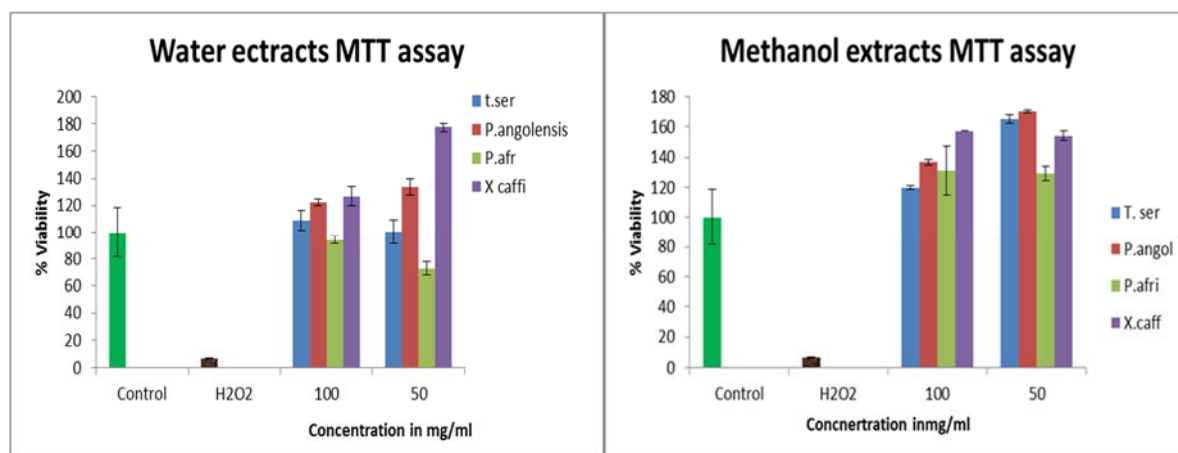 Water ectracts MTT assay
% Viability
200
180
160
140
120
100
80
60
40
20
0
Control H2O2 100 50
Concentration in mg/ml
t.ser
P.angolensis
P.afr
X caffi
Methanol extracts MTT assay
% Viability
180
160
140
120
100
80
60
40
20
0
Control H2O2 100 50
Concnertration inmg/ml
T. ser
P.angol
P.afri
X.caff